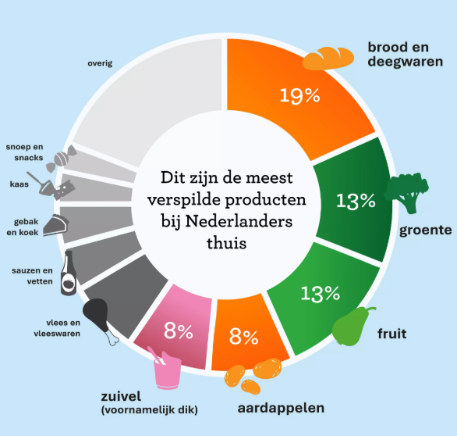 brood en
deegwaren
overig
19%
snoep en
snacks
kaas
gebak
en koek
sauzen en
vetten
vlees en
vleeswaren
Dit zijn de meest
verspilde producten
bij Nederlanders
thuis
13%
groente
13%
fruit
8%
8%
zuivel
(voornamelijk dik)
aardappelen